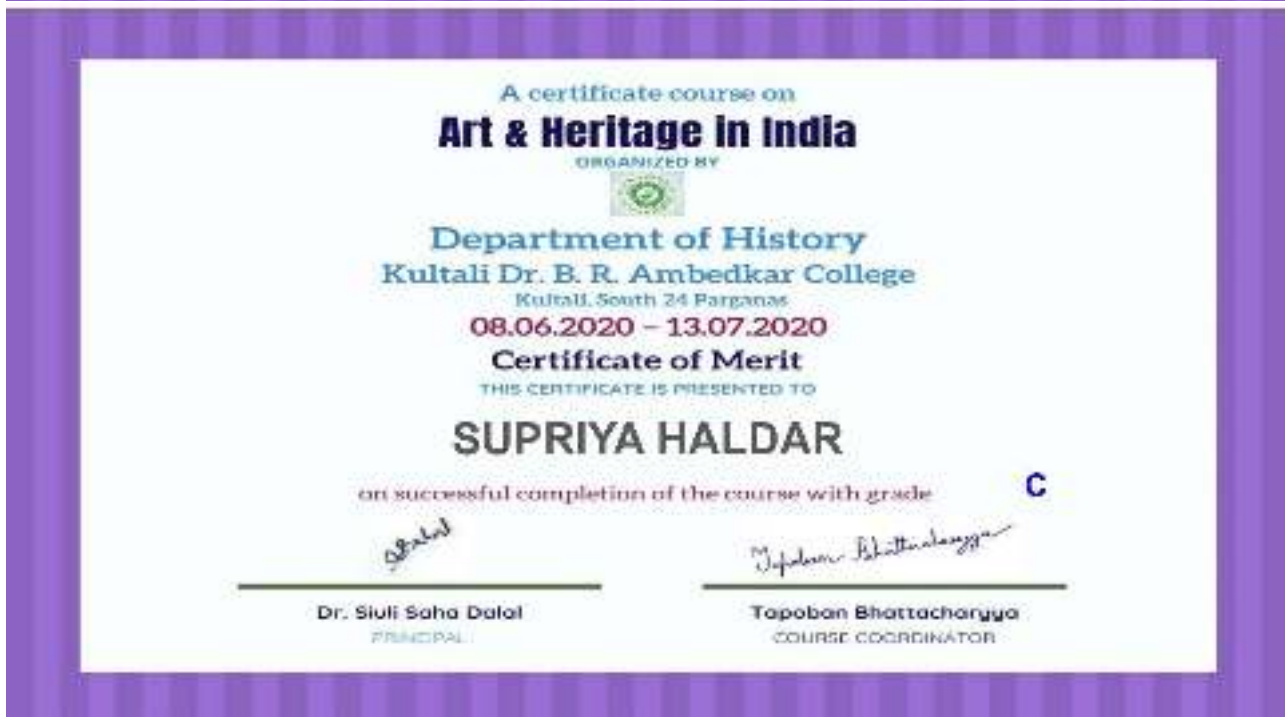 A certificate course on
Art & Heritage in India
ORGANIZED BY
Department of History
Kultali Dr. B. R. Ambedkar College
Kultali, South 24 Parganas
08.06.2020 – 13.07.2020
Certificate of Merit
THIS CERTIFICATE IS PRESENTED TO
SUPRIYA HALDAR
on successful completion of the course with grade C
Tapoban Bhattacharyya
Dr. Siuli Saha Dalal
Tapoban Bhattacharyya
PRINCIPAL
COURSE COORDINATOR